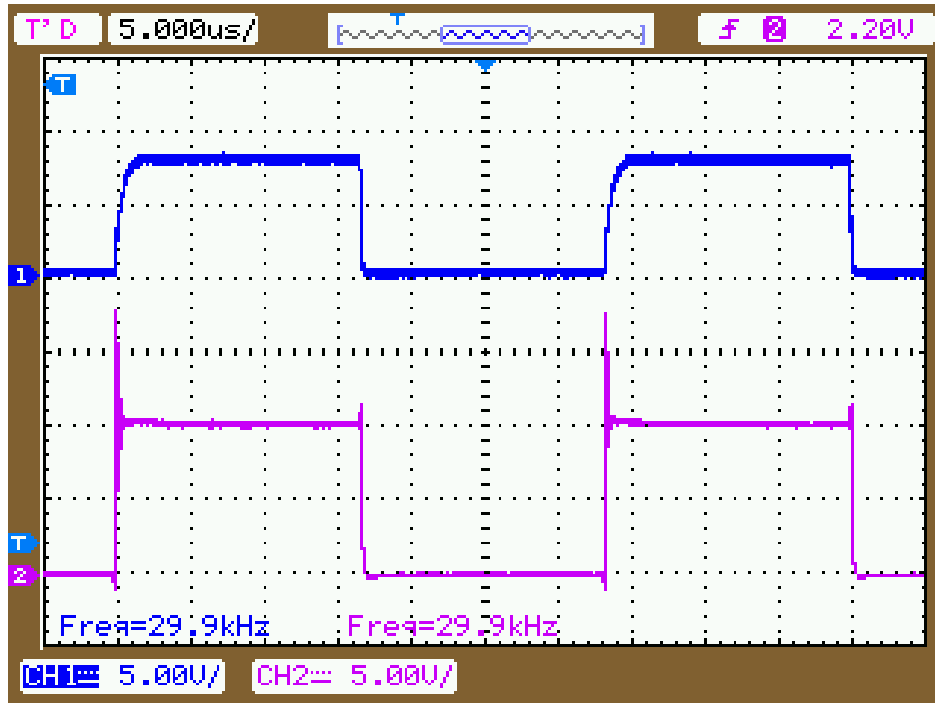 T' D 5.000us/ T 2 2.20V
T
1
T
2
Freq=29.9kHz Freq=29.9kHz
CH1 5.00V/ CH2 5.00V/